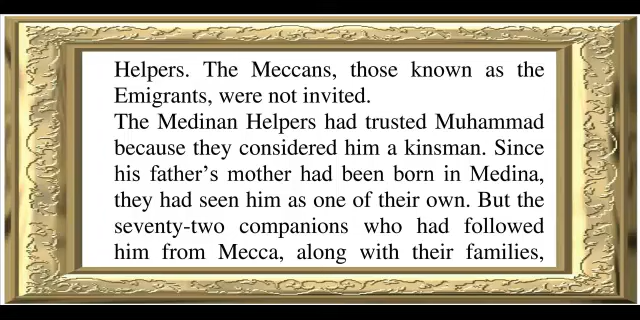 Helpers. The Meccans, those known as the
Emigrants, were not invited.
The Medinan Helpers had trusted Muhammad
because they considered him a kinsman. Since
his father’s mother had been born in Medina,
they had seen him as one of their own. But the
seventy-two companions who had followed
him from Mecca, along with their families,